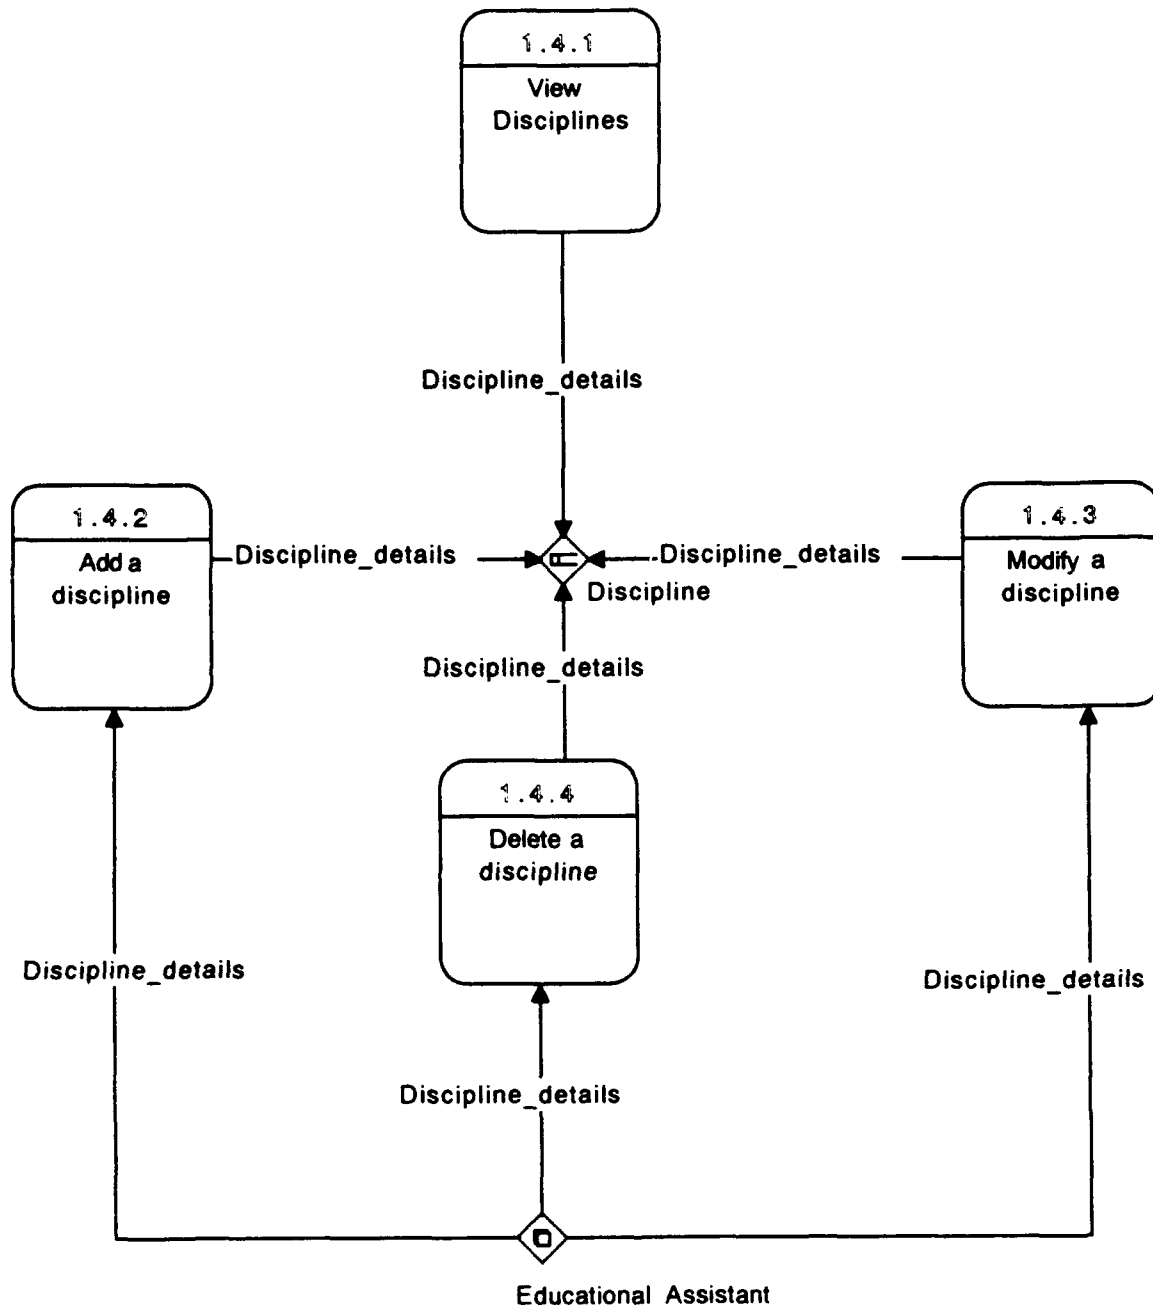 1.4.1
View
Disciplines
Discipline_details
1.4.2
Add a
discipline
Discipline_details
Discipline_details
1.4.3
Modify a
discipline
Discipline
Discipline_details
1.4.4
Delete a
discipline
Discipline_details
Discipline_details
Discipline_details
Educational Assistant